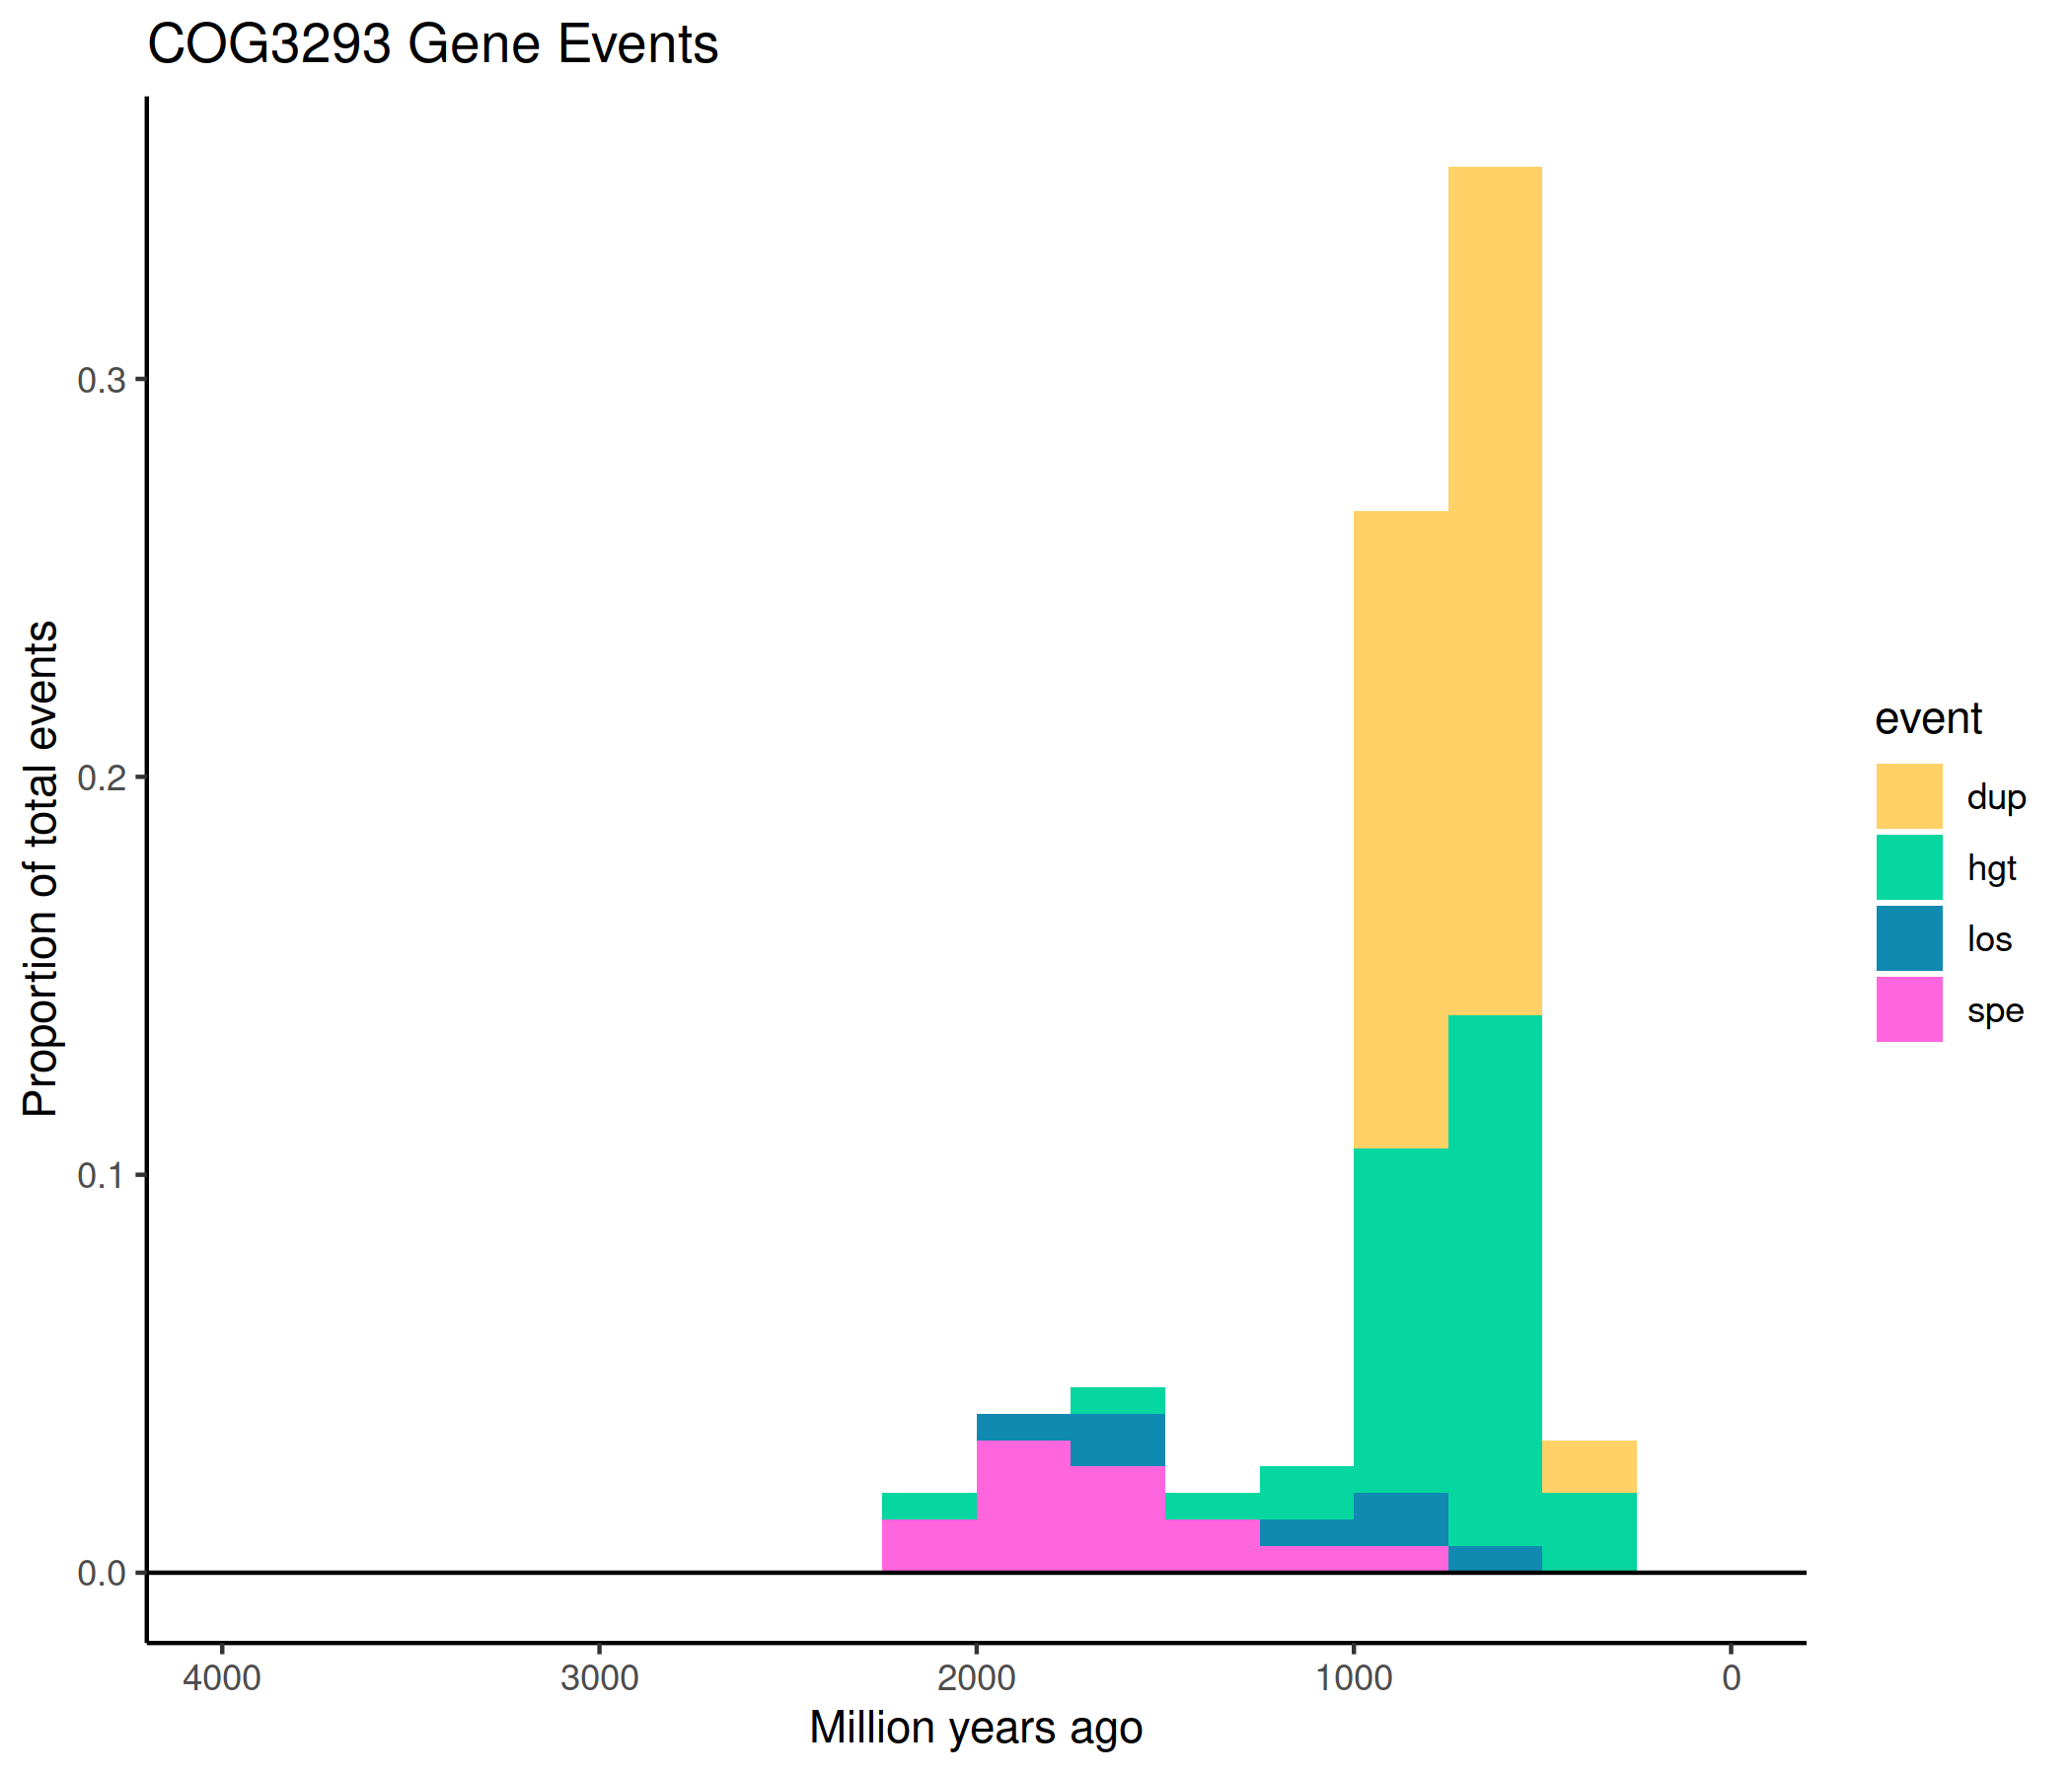 COG3293 Gene Events
Proportion of total events
0.3
0.2
0.1
0.0
4000 3000 2000 1000 0
Million years ago
event
dup
hgt
los
spe